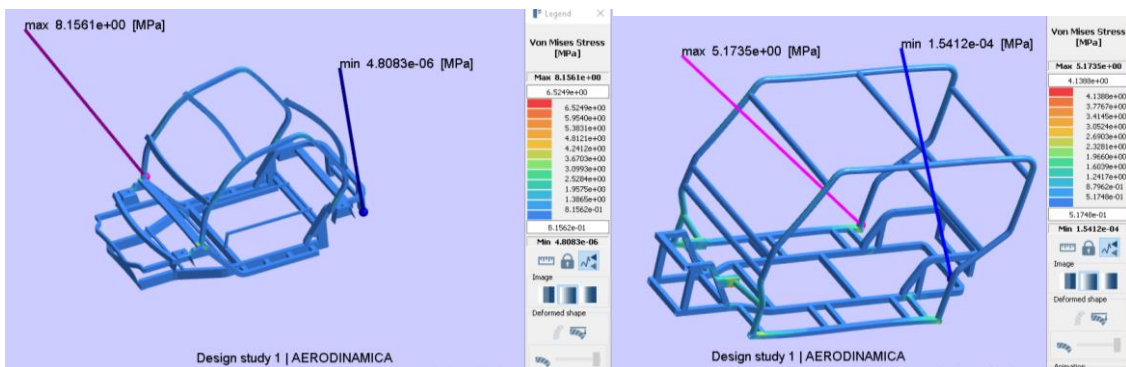 max 8.1561e+00 [MPa]
min 4.8083e-06 [MPa]
Design study 1 | AERODINAMICA
Legend
Von Mises Stress
[MPa]
Max 8.1561e+00
6.5249e+00
6.5249e+00
5.9540e+00
5.3831e+00
4.8121e+00
4.2412e+00
3.6703e+00
3.0993e+00
2.5284e+00
1.9575e+00
1.3865e+00
8.1562e-01
8.1562e-01
Min 4.8083e-06
Image
Deformed shape
max 5.1735e+00 [MPa]
min 1.5412e-04 [MPa]
Design study 1 | AERODINAMICA
Von Mises Stress
[MPa]
Max 5.1735e+00
4.1388e+00
4.1388e+00
3.7767e+00
3.4145e+00
3.0524e+00
2.6903e+00
2.3281e+00
1.9660e+00
1.6039e+00
1.2417e+00
8.7962e-01
5.1748e-01
5.1748e-01
Min 1.5412e-04
Image
Deformed shape
Animation